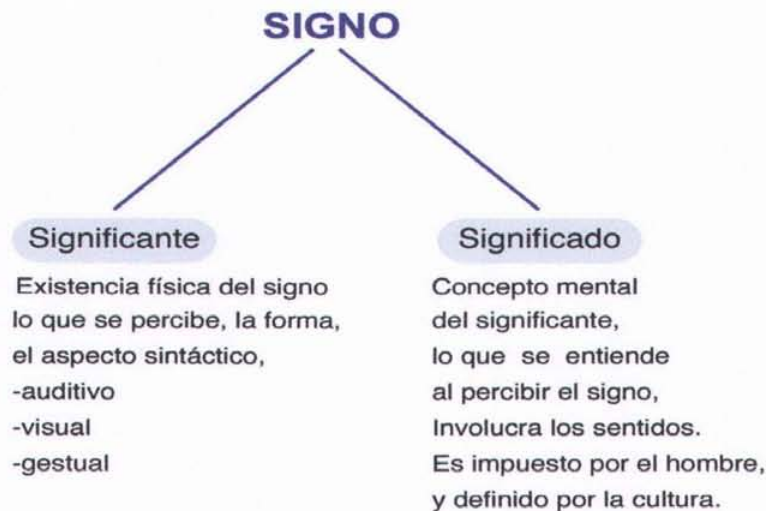 SIGNO
Significante
Existencia física del signo
lo que se percibe, la forma,
el aspecto sintáctico,
-auditivo
-visual
-gestual
Significado
Concepto mental
del significante,
lo que se entiende
al percibir el signo,
Involucra los sentidos.
Es impuesto por el hombre,
y definido por la cultura.